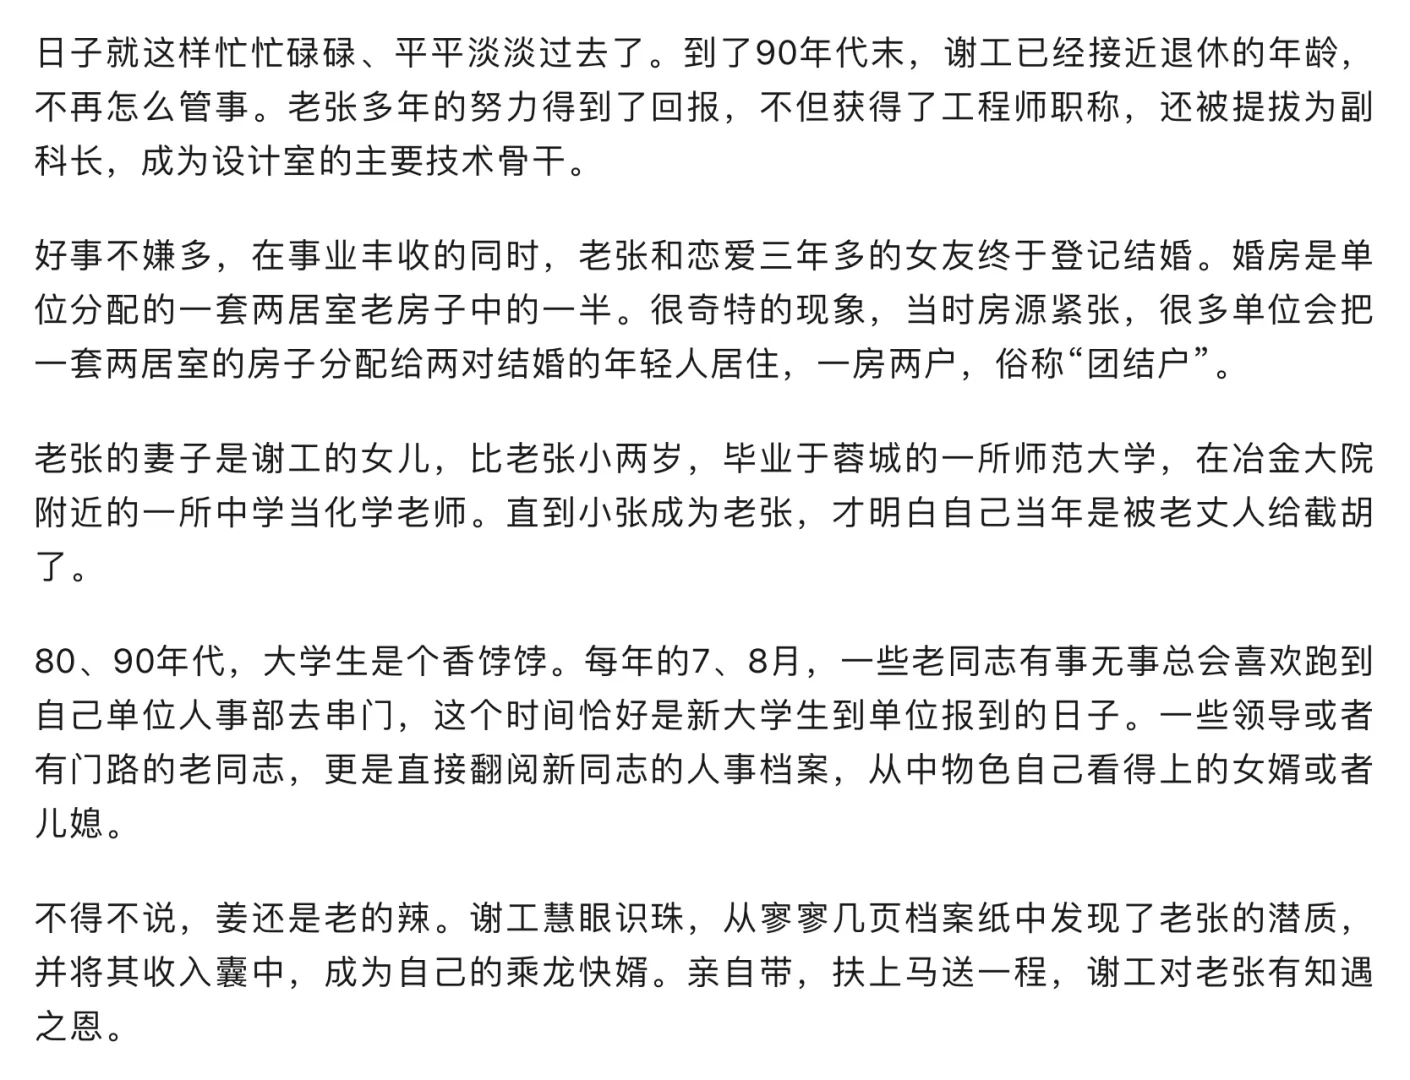 日子就这样忙忙碌碌、平平淡淡过去了。到了90年代末，谢工已经接近退休的年龄，
不再怎么管事。老张多年的努力得到了回报，不但获得了工程师职称，还被提拔为副
科长，成为设计室的主要技术骨干。
好事不嫌多，在事业丰收的同时，老张和恋爱三年多的女友终于登记结婚。婚房是单
位分配的一套两居室老房子中的一半。很奇特的现象，当时房源紧张，很多单位会把
一套两居室的房子分配给两对结婚的年轻人居住，一房两户，俗称“团结户”。
老张的妻子是谢工的女儿，比老张小两岁，毕业于蓉城的一所师范大学，在冶金大院
附近的一所中学当化学老师。直到小张成为老张，才明白自己当年是被老丈人给截胡
了。
80、90年代，大学生是个香饽饽。每年的7、8月，一些老同志有事无事总会喜欢跑到
自己单位人事部去串门，这个时间恰好是新大学生到单位报到的日子。一些领导或者
有门路的老同志，更是直接翻阅新同志的人事档案，从中物色自己看得上的女婿或者
儿媳。
不得不说，姜还是老的辣。谢工慧眼识珠，从寥寥几页档案纸中发现了老张的潜质，
并将其收入囊中，成为自己的乘龙快婿。亲自带，扶上马送一程，谢工对老张有知遇
之恩。